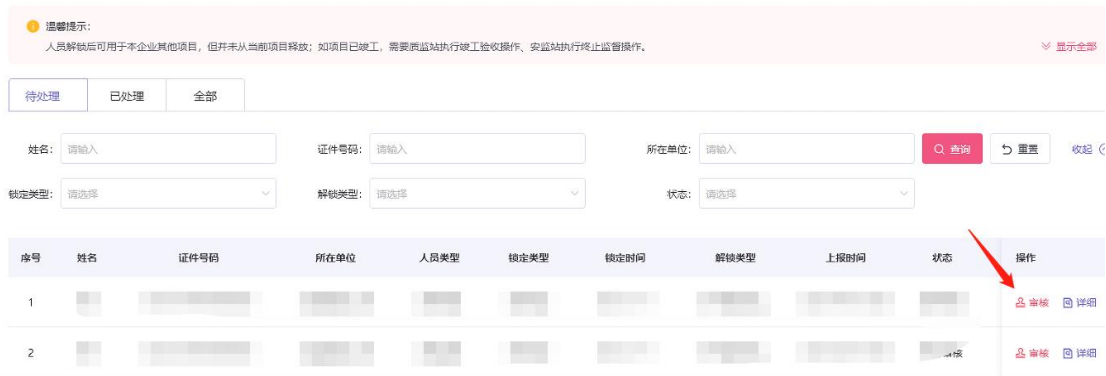 温馨提示：
人员解锁后可用于本企业其他项目，但并未从当前项目释放；如项目已竣工，需要质监站执行竣工验收操作、安监站执行终止监督操作。 显示全部
待处理 已处理 全部
姓名： 请输入 证件号码： 请输入 所在单位： 请输入 查询 重置 收起
锁定类型： 请选择 解锁类型： 请选择 状态： 请选择
序号 姓名 证件号码 所在单位 人员类型 锁定类型 锁定时间 解锁类型 上报时间 状态 操作
1 审核 详细
2 审核 详细